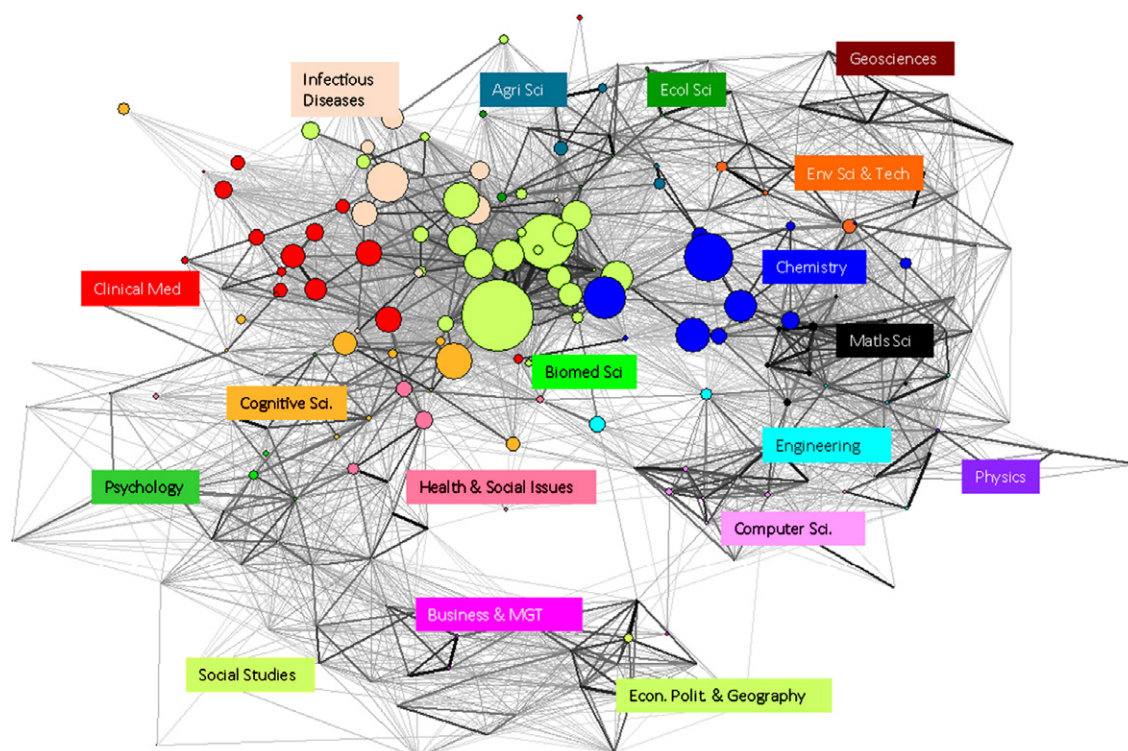 Geosciences
Infectious
Diseases
Agri Sci
Ecol Sci
Env Sci & Tech
Chemistry
Clinical Med
Matls Sci
Biomed Sci
Cognitive Sci.
Engineering
Physics
Psychology
Health & Social Issues
Computer Sci.
Business & MGT
Social Studies
Econ. Polit. & Geography